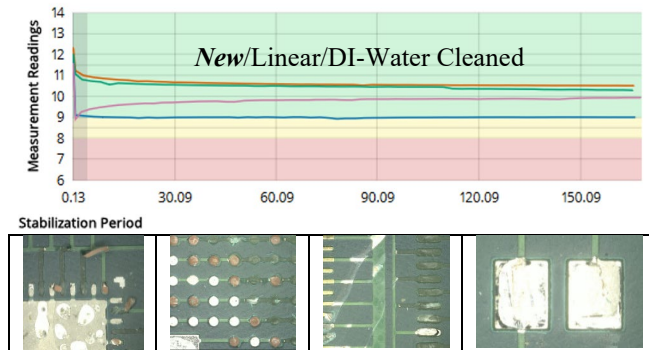 14
13
12
11
10
9
8
7
6
Measurement Readings
New/Linear/DI-Water Cleaned
0.13 30.09 60.09 90.09 120.09 150.09
Stabilization Period